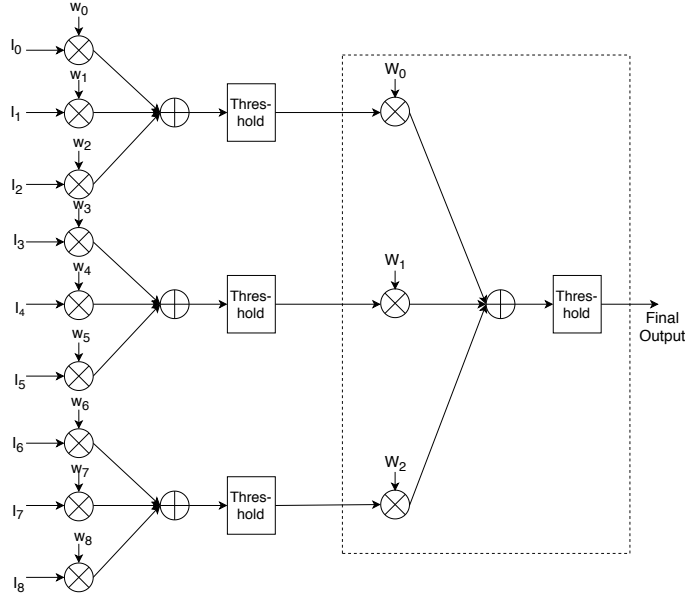 w0
I0
w1
I1
w2
I2
w3
I3
w4
I4
w5
I5
w6
I6
w7
I7
w8
I8
Thres-
hold
Thres-
hold
Thres-
hold
W0
W1
W2
Thres-
hold
Final
Output